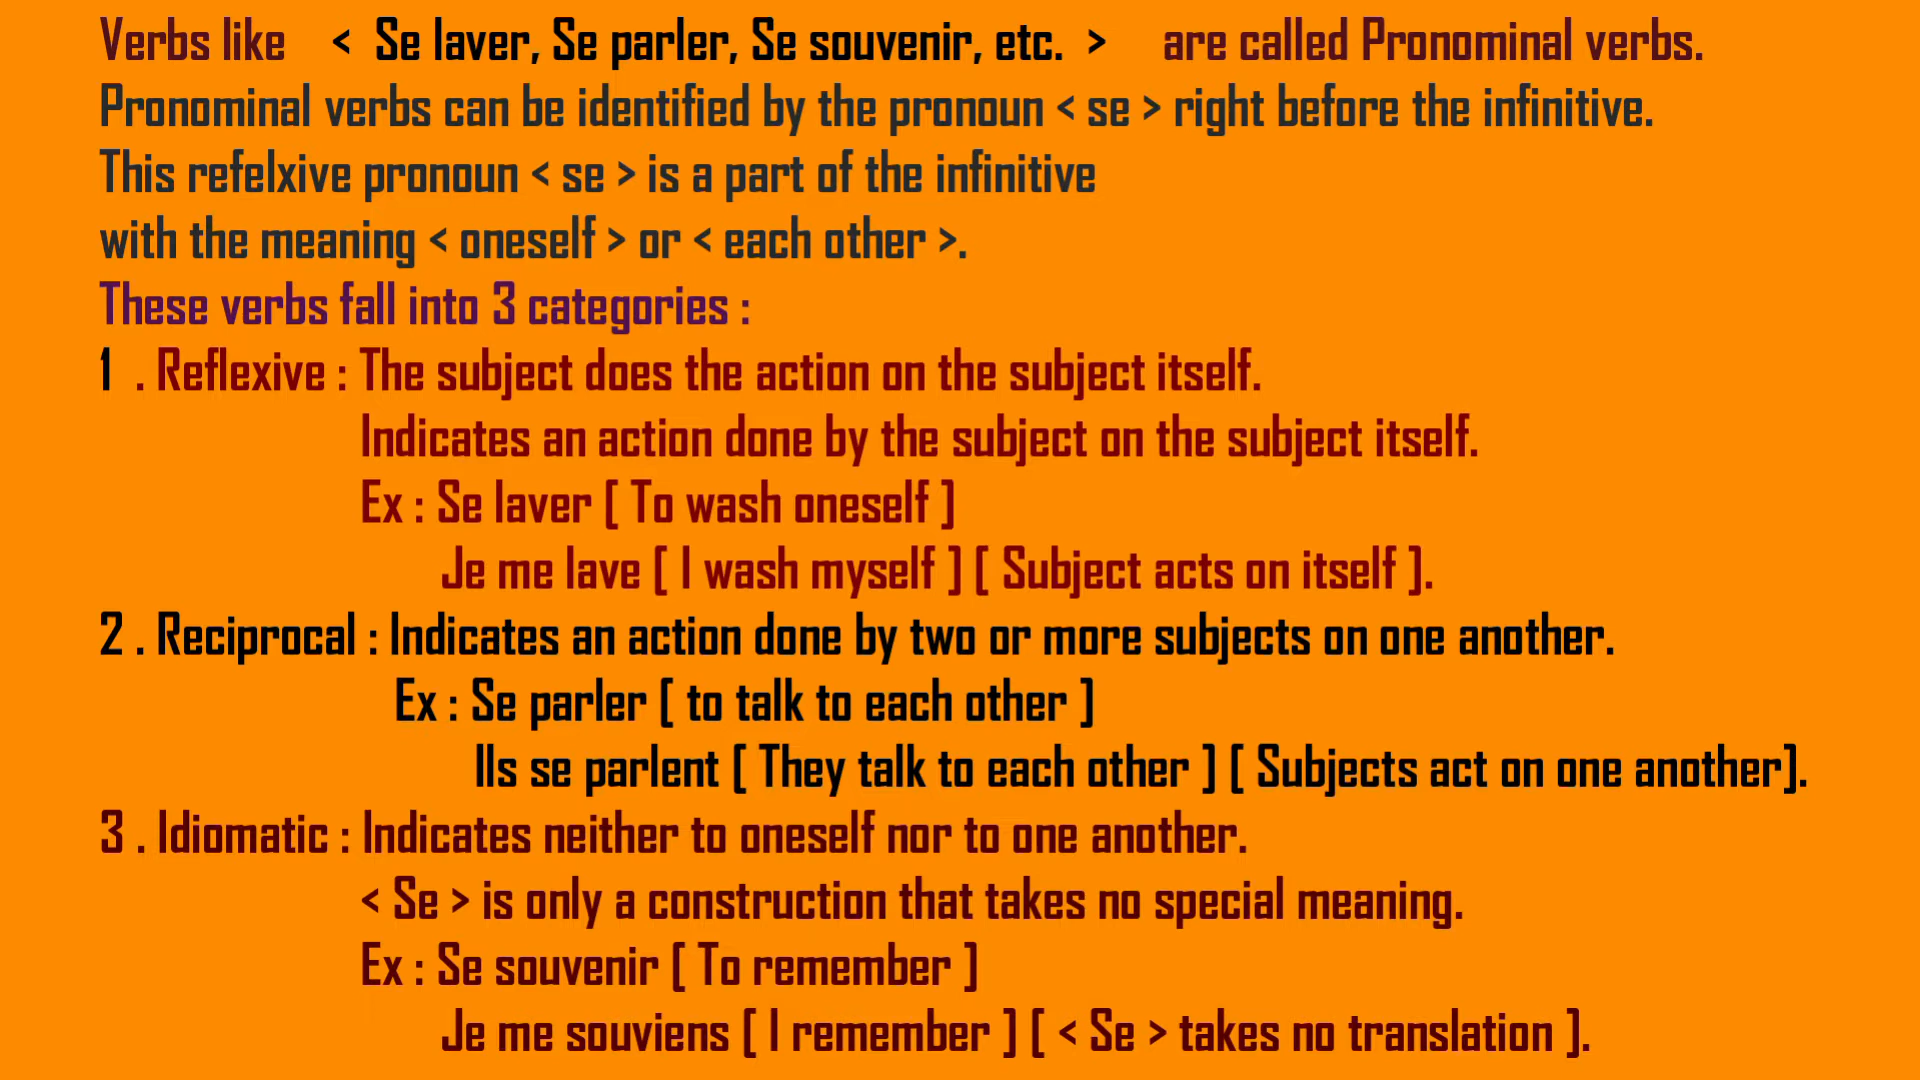 Verbs like < Se laver, Se parler, Se souvenir, etc. > are called Pronominal verbs.
Pronominal verbs can be identified by the pronoun < se > right before the infinitive.
This refelxive pronoun < se > is a part of the infinitive
with the meaning < oneself > or < each other >.
These verbs fall into 3 categories :
1 . Reflexive : The subject does the action on the subject itself.
Indicates an action done by the subject on the subject itself.
Ex : Se laver [ To wash oneself ]
Je me lave [ I wash myself ] [ Subject acts on itself ].
2 . Reciprocal : Indicates an action done by two or more subjects on one another.
Ex : Se parler [ to talk to each other ]
Ils se parlent [ They talk to each other ] [ Subjects act on one another].
3 . Idiomatic : Indicates neither to oneself nor to one another.
< Se > is only a construction that takes no special meaning.
Ex : Se souvenir [ To remember ]
Je me souviens [ I remember ] [ < Se > takes no translation ].